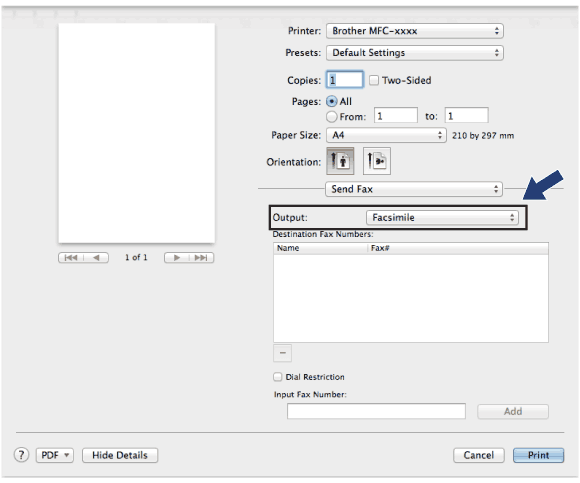 Printer: Brother MFC-xxxx
Presets: Default Settings
Copies: 1 Two-Sided
Pages: All
From: 1 to: 1
Paper Size: A4 210 by 297 mm
Orientation:
Send Fax
Output: Facsimile
Destination Fax Numbers:
Name Fax#
1 of 1
–
Dial Restriction
Input Fax Number:
Add
? PDF Hide Details Cancel Print